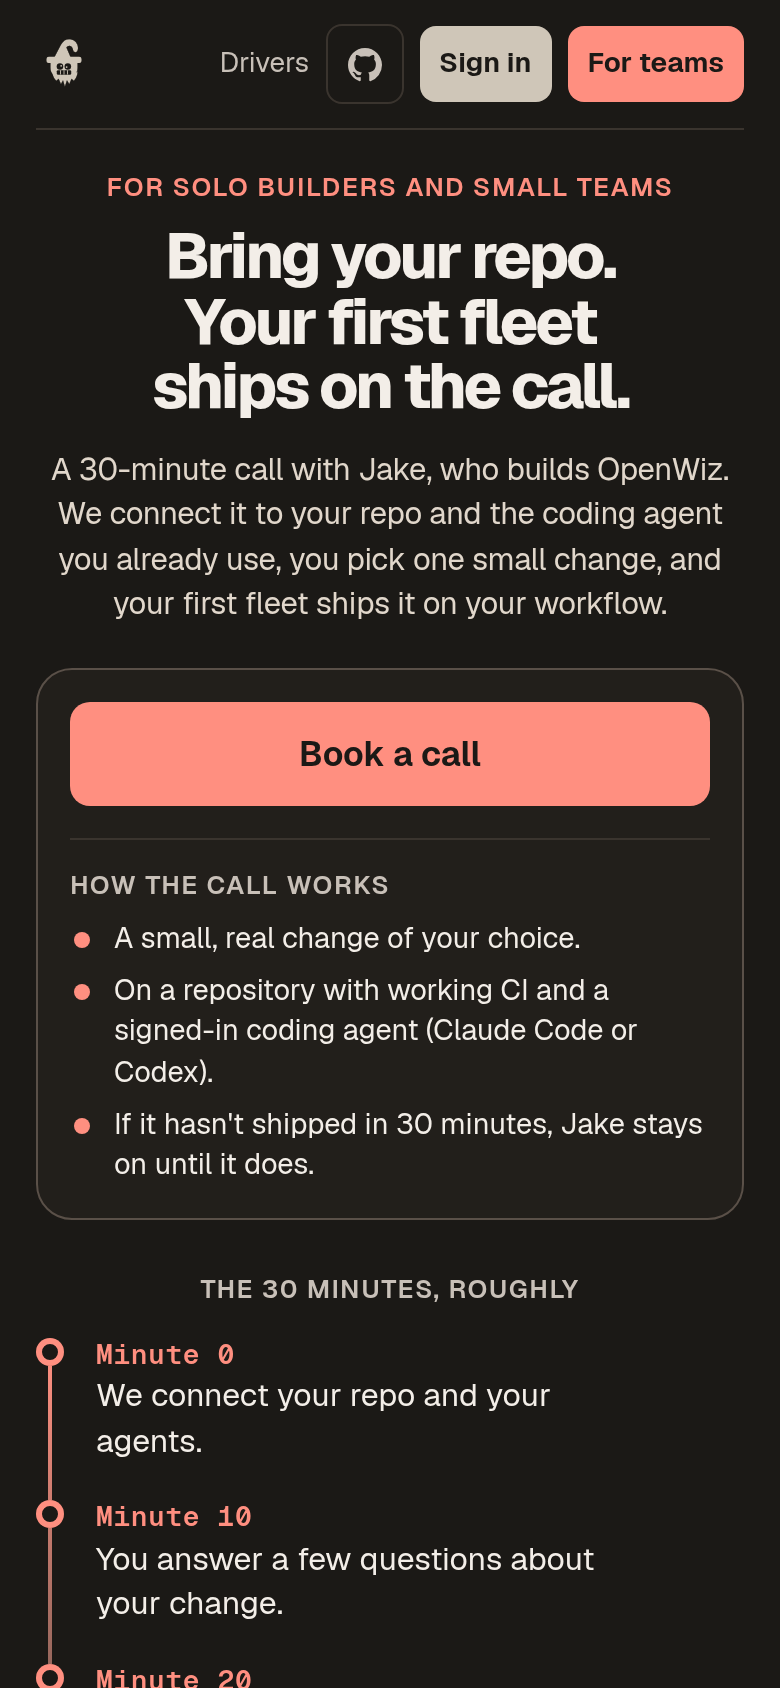 Drivers
Sign in
For teams
FOR SOLO BUILDERS AND SMALL TEAMS
Bring your repo.
Your first fleet
ships on the call.
A 30-minute call with Jake, who builds OpenWiz.
We connect it to your repo and the coding agent
you already use, you pick one small change, and
your first fleet ships it on your workflow.
Book a call
HOW THE CALL WORKS
A small, real change of your choice.
On a repository with working CI and a
signed-in coding agent (Claude Code or
Codex).
If it hasn't shipped in 30 minutes, Jake stays
on until it does.
THE 30 MINUTES, ROUGHLY
Minute 0
We connect your repo and your
agents.
Minute 10
You answer a few questions about
your change.
Minute 20